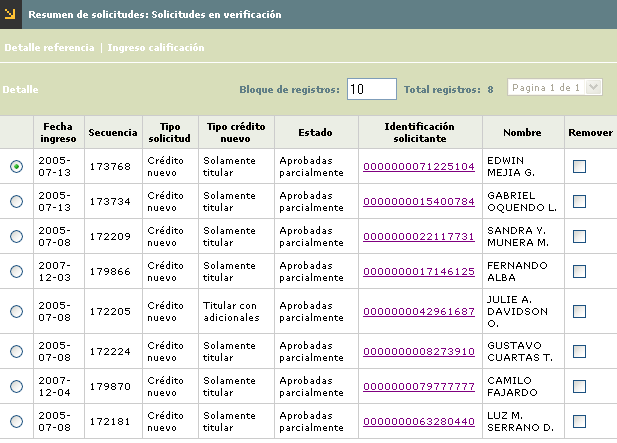 Resumen de solicitudes: Solicitudes en verificación
Detalle referencia | Ingreso calificación
Detalle Bloque de registros: 10 Total registros: 8 Pagina 1 de 1
Fecha ingreso Secuencia Tipo solicitud Tipo crédito nuevo Estado Identificación solicitante Nombre Remover
2005-07-13 173768 Crédito nuevo Solamente titular Aprobadas parcialmente 0000000071225104 EDWIN MEJIA G.
2005-07-13 173734 Crédito nuevo Solamente titular Aprobadas parcialmente 0000000015400784 GABRIEL OQUENDO L.
2005-07-08 172209 Crédito nuevo Solamente titular Aprobadas parcialmente 0000000022117731 SANDRA Y. MUNERA M.
2007-12-03 179866 Crédito nuevo Solamente titular Aprobadas parcialmente 0000000017146125 FERNANDO ALBA
2005-07-08 172205 Crédito nuevo Titular con adicionales Aprobadas parcialmente 0000000042961687 JULIE A. DAVIDSON O.
2005-07-08 172224 Crédito nuevo Solamente titular Aprobadas parcialmente 0000000008273910 GUSTAVO CUARTAS T.
2007-12-04 179870 Crédito nuevo Solamente titular Aprobadas parcialmente 0000000079777777 CAMILO FAJARDO
2005-07-08 172181 Crédito nuevo Solamente titular Aprobadas parcialmente 0000000063280440 LUZ M. SERRANO D.